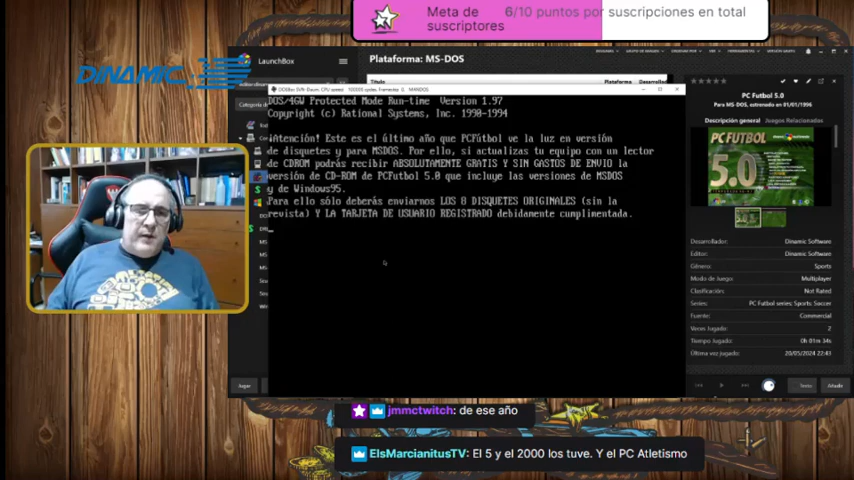 Meta de
suscriptores
6/10 puntos por suscripciones en total
DINAMIC
LaunchBox
Plataforma: MS-DOS
Título
Plataforma
DOS/4GW Protected Mode Run-time Version 1.97
Copyright (c) Rational Systems, Inc. 1990-1994
¡Atención! Este es el último año que PCFútbol ve la luz en versión
de disquetes y para MSDOS. Por ello, si actualizas tu equipo con un lector
de CDROM podrás recibir ABSOLUTAMENTE GRATIS Y SIN GASTOS DE ENVIO la
versión de CD-ROM de PCFutbol 5.0 que incluye las versiones de MSDOS
y de Windows95.
Para ello sólo deberás enviarnos LOS 8 DISQUETES ORIGINALES (sin la
revista) Y LA TARJETA DE USUARIO REGISTRADO debidamente cumplimentada.
PC Futbol 5.0
Para MS-DOS, estrenado en 01/01/1996
Descripción general
Juegos Relacionados
PC FUTBOL
5.0
Desarrollador:
Dinamic Software
Editor:
Dinamic Software
Género:
Sports
Modo de Juego:
Multiplayer
Clasificación:
Not Rated
Series:
PC Futbol series; Sports: Soccer
Fuente:
Commercial
Veces Jugado:
2
Tiempo Jugado:
0h 01m 34s
Última vez jugado:
20/05/2024 22:43
Jugar
Añadir
jmmctwitch: de ese año
ElsMarcianitusTV: El 5 y el 2000 los tuve. Y el PC Atletismo